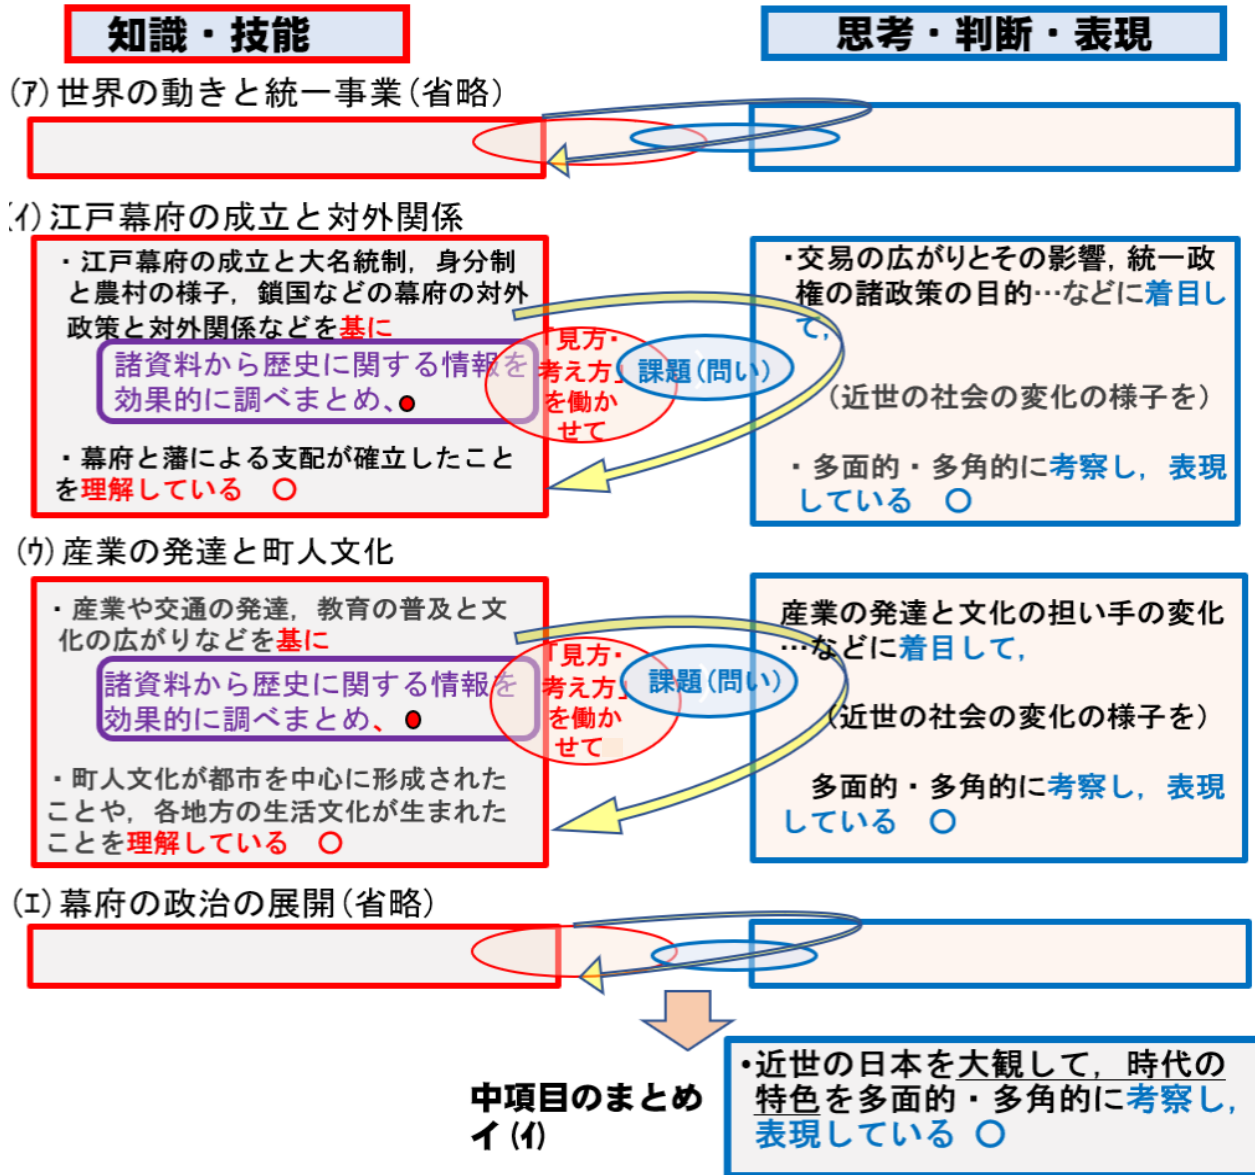 知識・技能
思考・判断・表現
(ア)世界の動きと統一事業(省略)
(イ)江戸幕府の成立と対外関係
・江戸幕府の成立と大名統制，身分制
と農村の様子，鎖国などの幕府の対外
政策と対外関係などを基に
諸資料から歴史に関する情報を
効果的に調べまとめ、●
・幕府と藩による支配が確立したこと
を理解している　○
「見方・
考え方」
を働か
せて
課題(問い)
・交易の広がりとその影響，統一政
権の諸政策の目的…などに着目し
て，
(近世の社会の変化の様子を)
・多面的・多角的に考察し，表現
している　○
(ウ)産業の発達と町人文化
・産業や交通の発達，教育の普及と文
化の広がりなどを基に
諸資料から歴史に関する情報を
効果的に調べまとめ、●
・町人文化が都市を中心に形成された
ことや，各地方の生活文化が生まれた
ことを理解している　○
「見方・
考え方」
を働か
せて
課題(問い)
産業の発達と文化の担い手の変化
…などに着目して，
(近世の社会の変化の様子を)
多面的・多角的に考察し，表現
している　○
(エ)幕府の政治の展開(省略)
中項目のまとめ
イ(イ)
・近世の日本を大観して，時代の
特色を多面的・多角的に考察し，
表現している ○